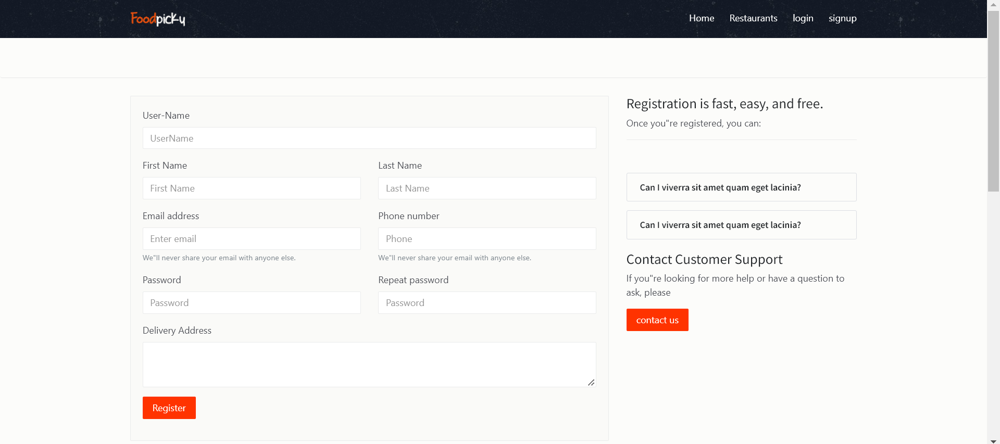 Foodpicky
Home Restaurants login signup
User-Name
UserName
First Name Last Name
First Name Last Name
Email address Phone number
Enter email Phone
We"ll never share your email with anyone else. We"ll never share your email with anyone else.
Password Repeat password
Password Password
Delivery Address
Register
Registration is fast, easy, and free.
Once you"re registered, you can:
Can I viverra sit amet quam eget lacinia?
Can I viverra sit amet quam eget lacinia?
Contact Customer Support
If you"re looking for more help or have a question to
ask, please
contact us